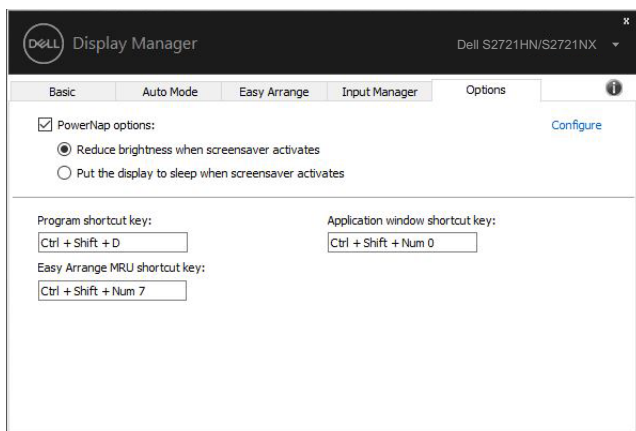 x
DELL Display Manager
Dell S2721HN/S2721NX
Basic Auto Mode Easy Arrange Input Manager Options
PowerNap options: Configure
Reduce brightness when screensaver activates
Put the display to sleep when screensaver activates
Program shortcut key: Application window shortcut key:
Ctrl + Shift + D Ctrl + Shift + Num 0
Easy Arrange MRU shortcut key:
Ctrl + Shift + Num 7